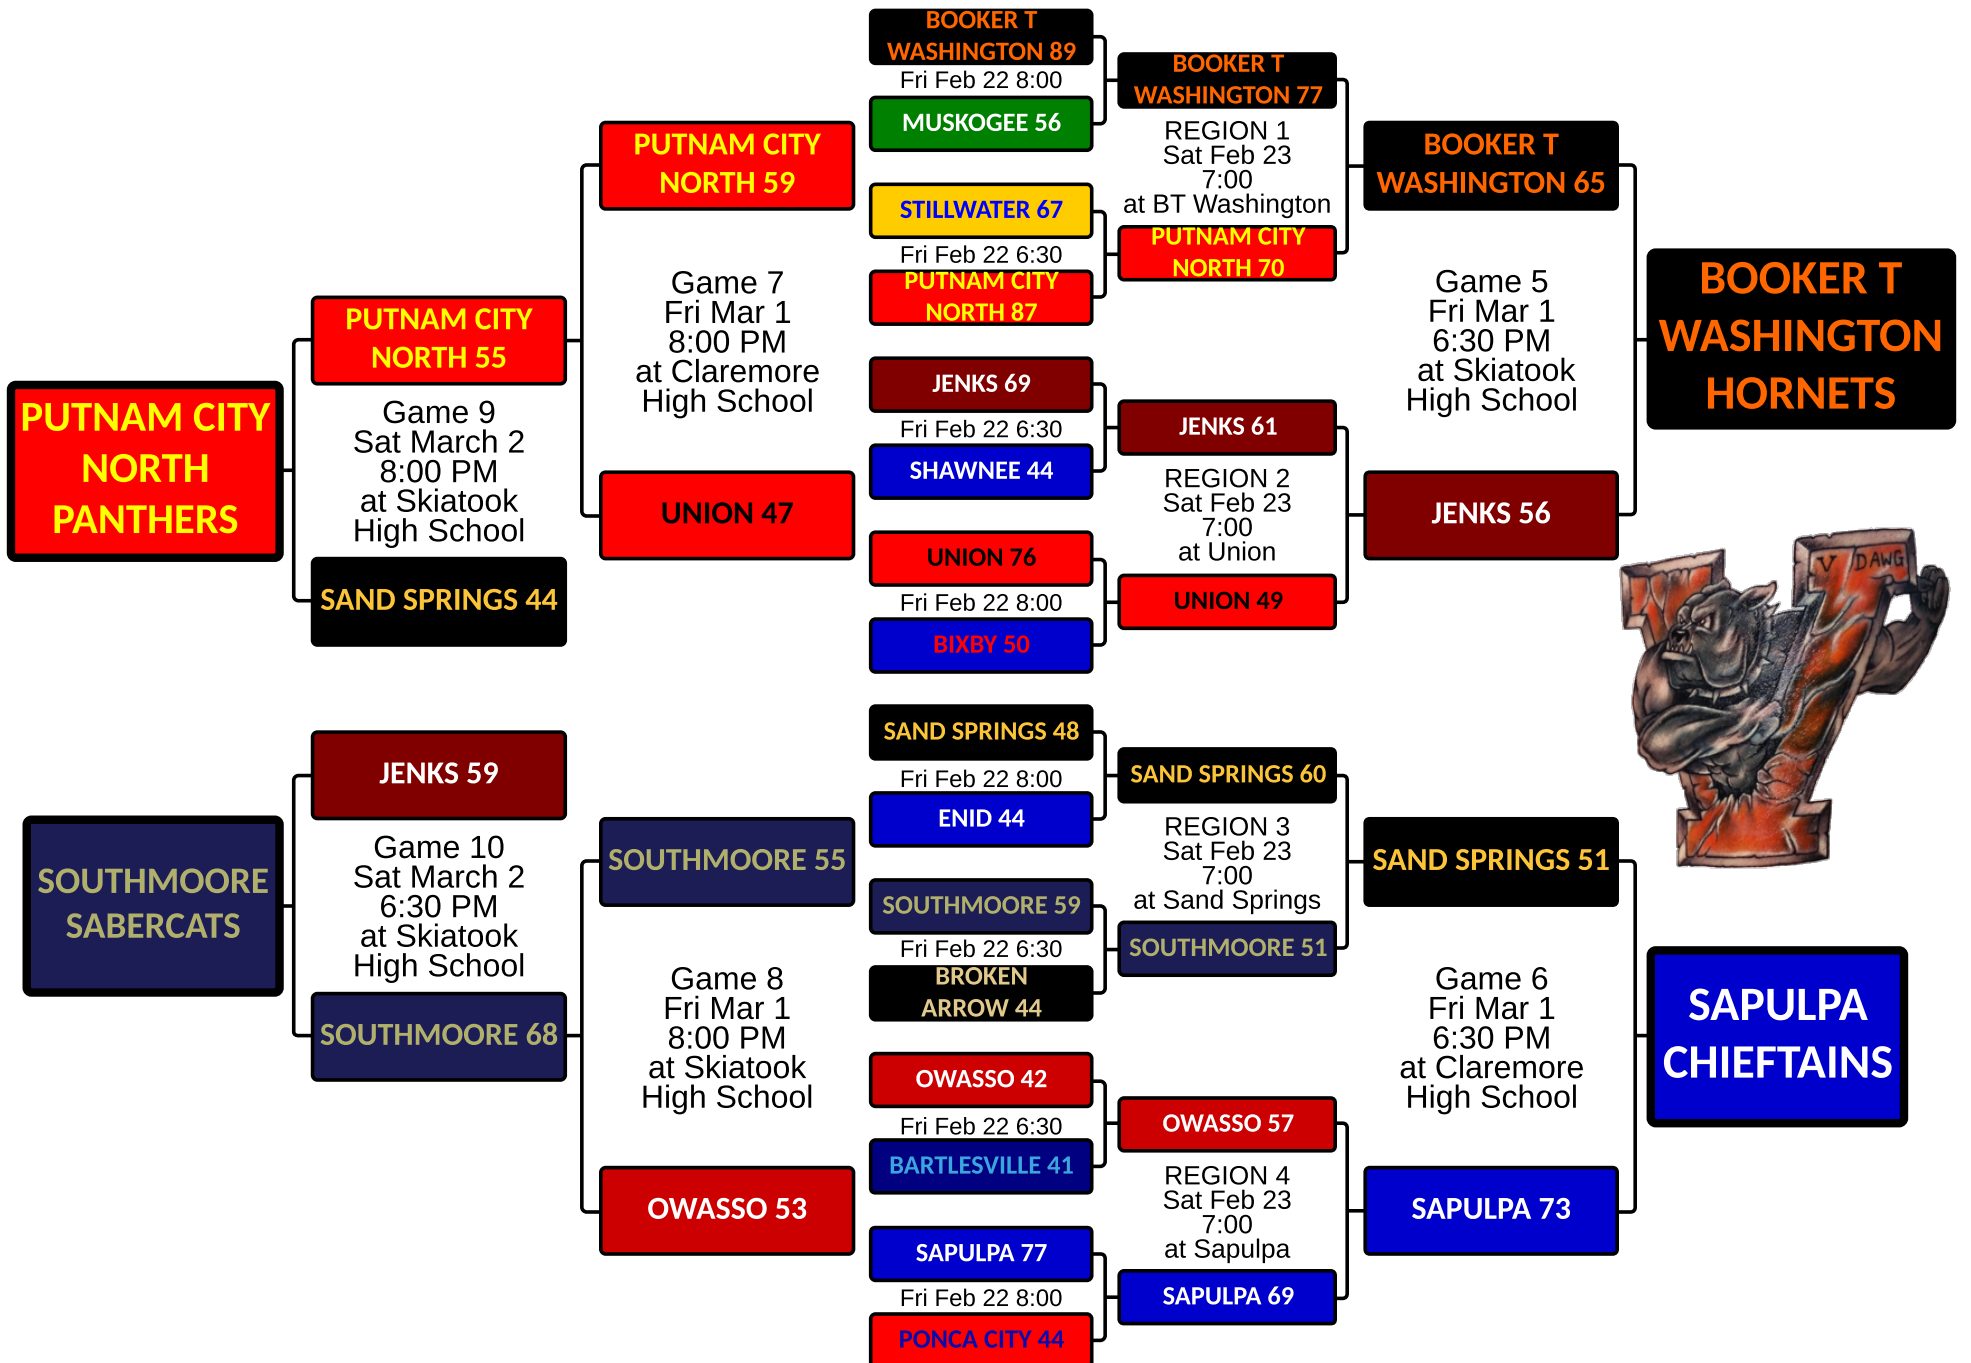 PUTNAM CITY
NORTH
PANTHERS
SOUTHMOORE
SABERCATS
PUTNAM CITY
NORTH 55
Game 9
Sat March 2
8:00 PM
at Skiatook
High School
SAND SPRINGS 44
JENKS 59
Game 10
Sat March 2
6:30 PM
at Skiatook
High School
SOUTHMOORE 68
PUTNAM CITY
NORTH 59
Game 7
Fri Mar 1
8:00 PM
at Claremore
High School
UNION 47
SOUTHMOORE 55
Game 8
Fri Mar 1
8:00 PM
at Skiatook
High School
OWASSO 53
BOOKER T
WASHINGTON 89
Fri Feb 22 8:00
MUSKOGEE 56
STILLWATER 67
Fri Feb 22 6:30
PUTNAM CITY
NORTH 87
JENKS 69
Fri Feb 22 6:30
SHAWNEE 44
UNION 76
Fri Feb 22 8:00
BIXBY 50
SAND SPRINGS 48
Fri Feb 22 8:00
ENID 44
SOUTHMOORE 59
Fri Feb 22 6:30
BROKEN
ARROW 44
OWASSO 42
Fri Feb 22 6:30
BARTLESVILLE 41
SAPULPA 77
Fri Feb 22 8:00
PONCA CITY 44
BOOKER T
WASHINGTON 77
REGION 1
Sat Feb 23
7:00
at BT Washington
PUTNAM CITY
NORTH 70
JENKS 61
REGION 2
Sat Feb 23
7:00
at Union
UNION 49
SAND SPRINGS 60
REGION 3
Sat Feb 23
7:00
at Sand Springs
SOUTHMOORE 51
OWASSO 57
REGION 4
Sat Feb 23
7:00
at Sapulpa
SAPULPA 69
BOOKER T
WASHINGTON 65
Game 5
Fri Mar 1
6:30 PM
at Skiatook
High School
JENKS 56
SAND SPRINGS 51
Game 6
Fri Mar 1
6:30 PM
at Claremore
High School
SAPULPA 73
BOOKER T
WASHINGTON
HORNETS
V DAWG
SAPULPA
CHIEFTAINS